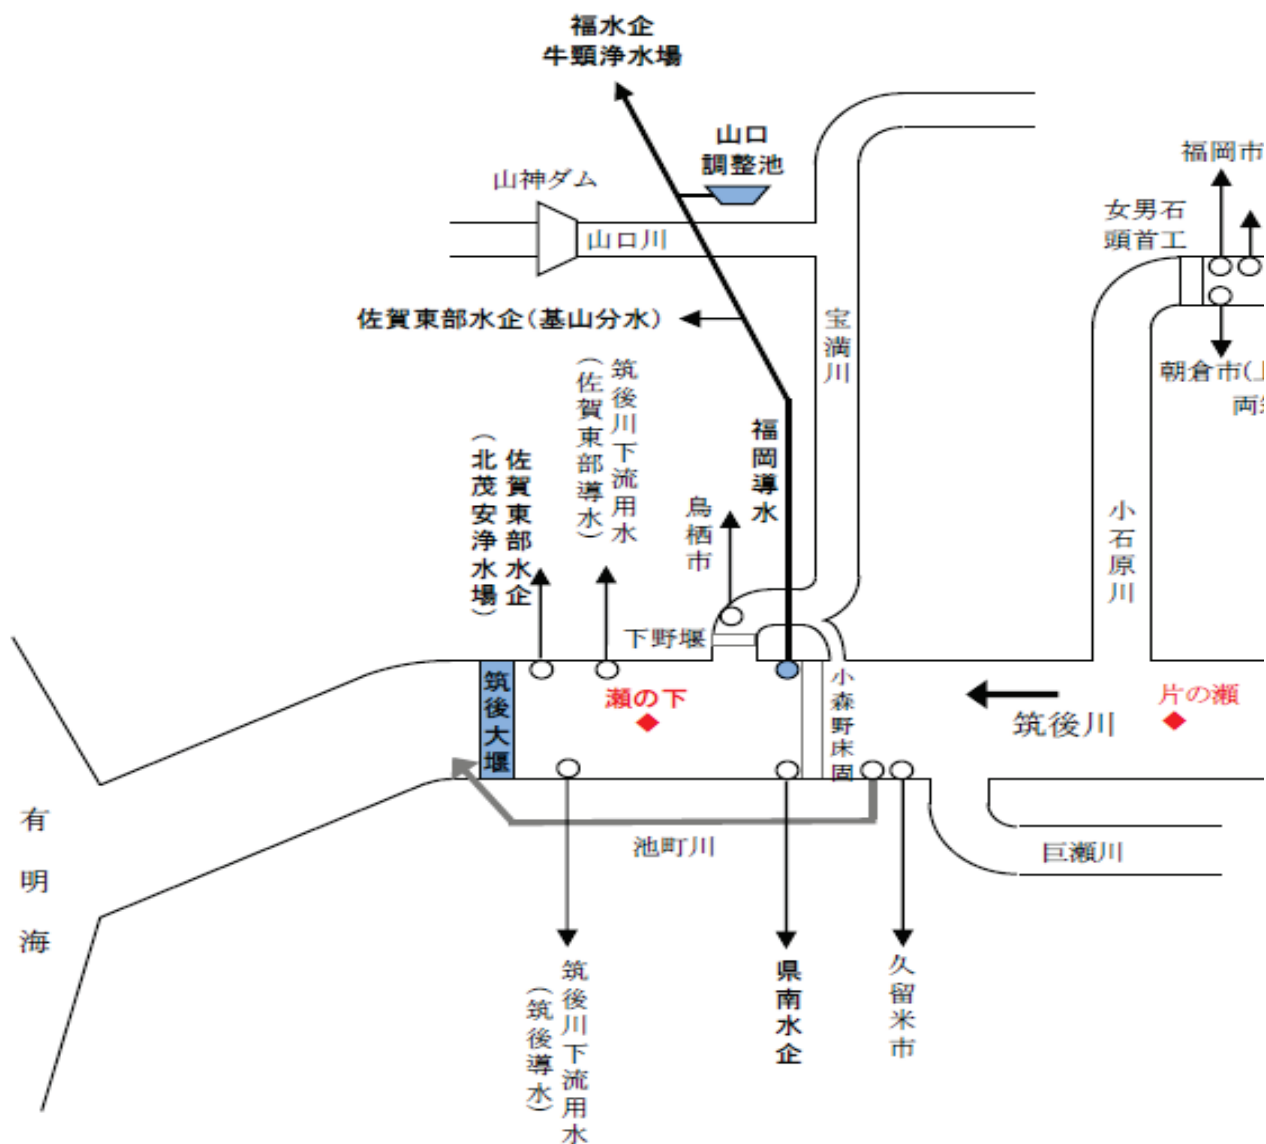 福水企
牛頸浄水場
山口
調整池
福岡市
山神ダム
女男石
頭首工
山口川
佐賀東部水企(基山分水)
宝満川
朝倉市(上
両筑
筑後川下流用水
(佐賀東部導水)
福岡導水
佐賀東部水企
(北茂安浄水場)
鳥栖市
小石原川
下野堰
筑後大堰
瀬の下
小森野床固
片の瀬
筑後川
有明海
池町川
巨瀬川
筑後川下流用水
(筑後導水)
県南水企
久留米市